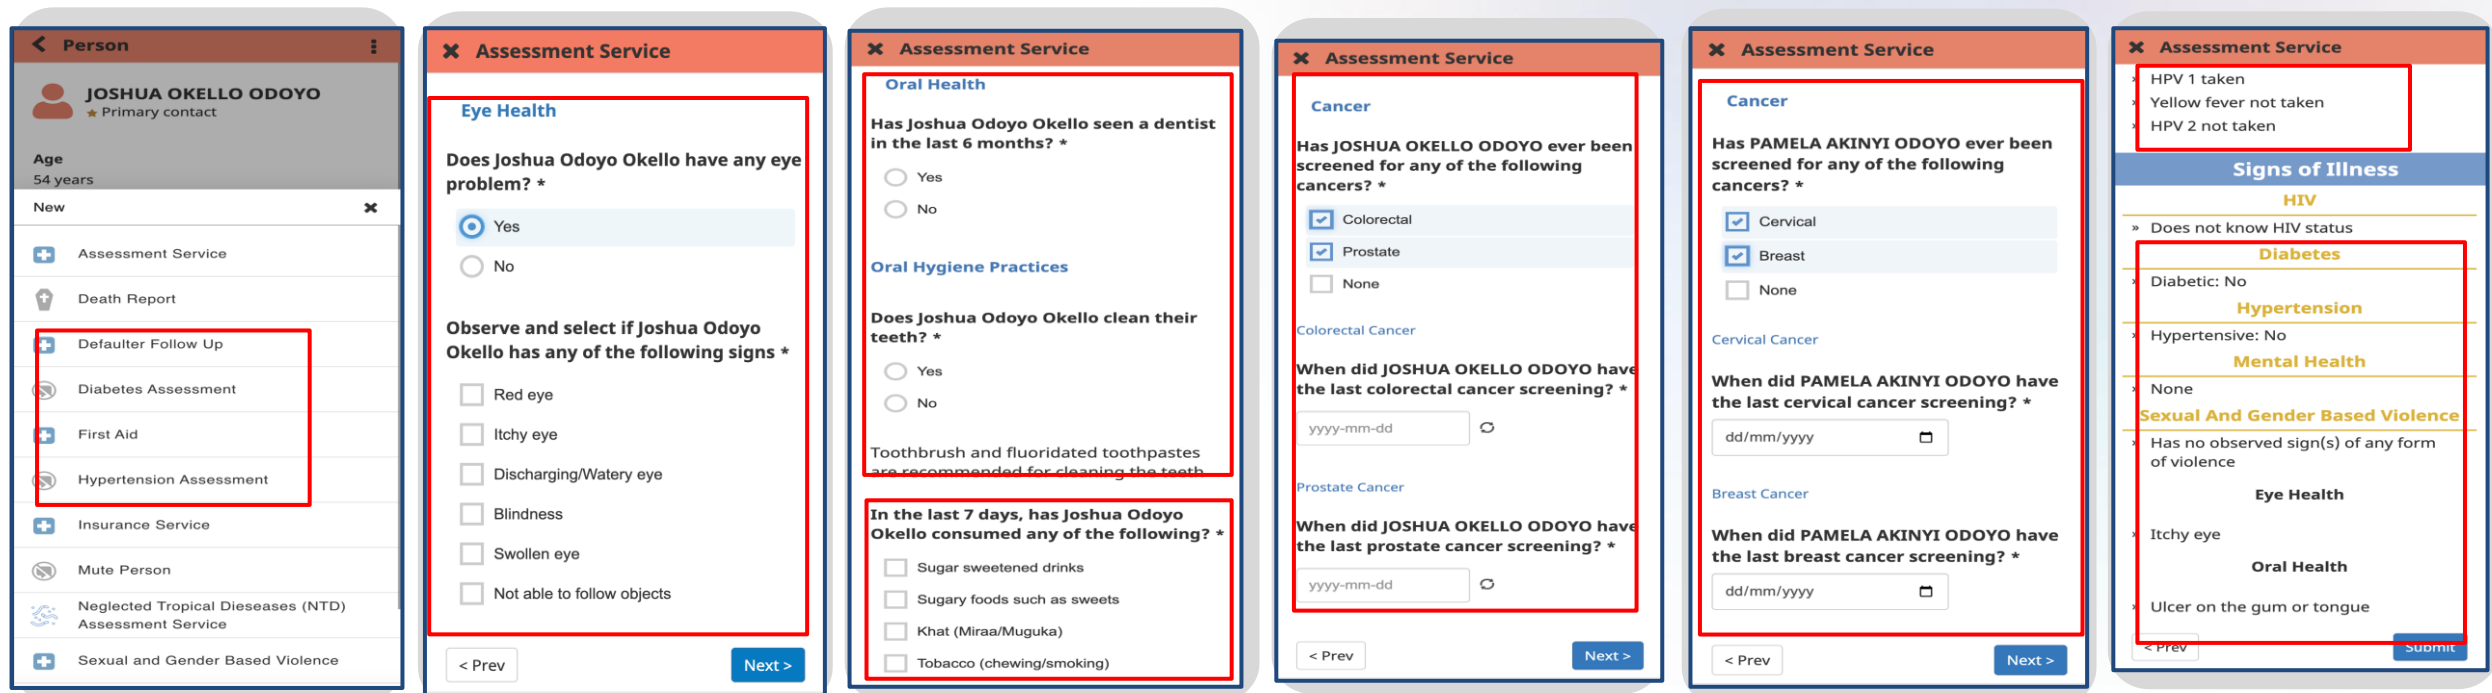 Person
JOSHUA OKELLO ODOYO
Primary contact
Age
54 years
New
Assessment Service
Death Report
Defaulter Follow Up
Diabetes Assessment
First Aid
Hypertension Assessment
Insurance Service
Mute Person
Neglected Tropical Dieseases (NTD)
Assessment Service
Sexual and Gender Based Violence
Assessment Service
Eye Health
Does Joshua Odoyo Okello have any eye
problem? *
Yes
No
Observe and select if Joshua Odoyo
Okello has any of the following signs *
Red eye
Itchy eye
Discharging/Watery eye
Blindness
Swollen eye
Not able to follow objects
< Prev
Next >
Assessment Service
Oral Health
Has Joshua Odoyo Okello seen a dentist
in the last 6 months? *
Yes
No
Oral Hygiene Practices
Does Joshua Odoyo Okello clean their
teeth? *
Yes
No
Toothbrush and fluoridated toothpastes
are recommended for cleaning the teeth
In the last 7 days, has Joshua Odoyo
Okello consumed any of the following? *
Sugar sweetened drinks
Sugary foods such as sweets
Khat (Miraa/Muguka)
Tobacco (chewing/smoking)
Assessment Service
Cancer
Has JOSHUA OKELLO ODOYO ever been
screened for any of the following
cancers? *
Colorectal
Prostate
None
Colorectal Cancer
When did JOSHUA OKELLO ODOYO have
the last colorectal cancer screening? *
yyyy-mm-dd
Prostate Cancer
When did JOSHUA OKELLO ODOYO have
the last prostate cancer screening? *
yyyy-mm-dd
< Prev
Next >
Assessment Service
Cancer
Has PAMELA AKINYI ODOYO ever been
screened for any of the following
cancers? *
Cervical
Breast
None
Cervical Cancer
When did PAMELA AKINYI ODOYO have
the last cervical cancer screening? *
dd/mm/yyyy
Breast Cancer
When did PAMELA AKINYI ODOYO have
the last breast cancer screening? *
dd/mm/yyyy
< Prev
Next >
Assessment Service
» HPV 1 taken
» Yellow fever not taken
» HPV 2 not taken
Signs of Illness
HIV
» Does not know HIV status
Diabetes
» Diabetic: No
Hypertension
» Hypertensive: No
Mental Health
» None
Sexual And Gender Based Violence
» Has no observed sign(s) of any form
of violence
Eye Health
» Itchy eye
Oral Health
» Ulcer on the gum or tongue
< Prev
Submit